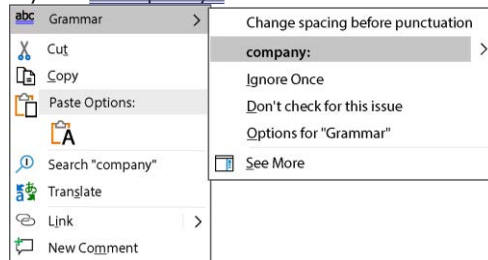 abc Grammar
Cut
Copy
Paste Options:
A
Search "company"
Translate
Link
New Comment
Change spacing before punctuation
company:
Ignore Once
Don't check for this issue
Options for "Grammar"
See More